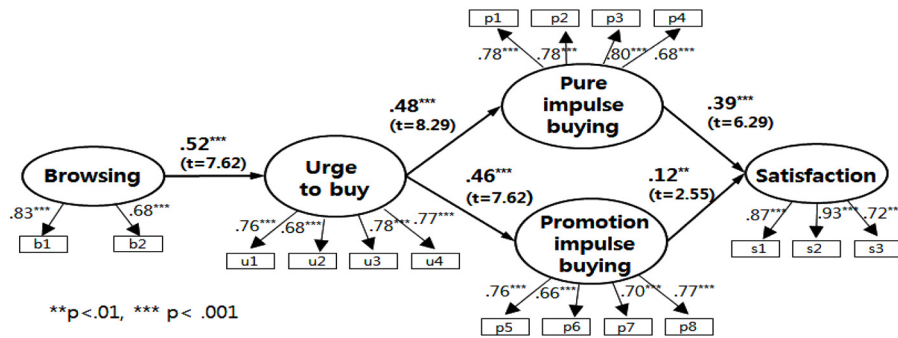 p1 p2 p3 p4
.78*** .78*** .80*** .68***
Pure
impulse
buying
.48***
(t=8.29)
.39***
(t=6.29)
.52***
(t=7.62)
Browsing
Urge
to buy
.46***
(t=7.62)
.12**
(t=2.55)
Satisfaction
.83*** .68***
b1 b2
.76*** .68*** .78*** .77***
u1 u2 u3 u4
Promotion
impulse
buying
.87*** .93*** .72***
s1 s2 s3
.76*** .66*** .70*** .77***
p5 p6 p7 p8
**p<.01, *** p< .001